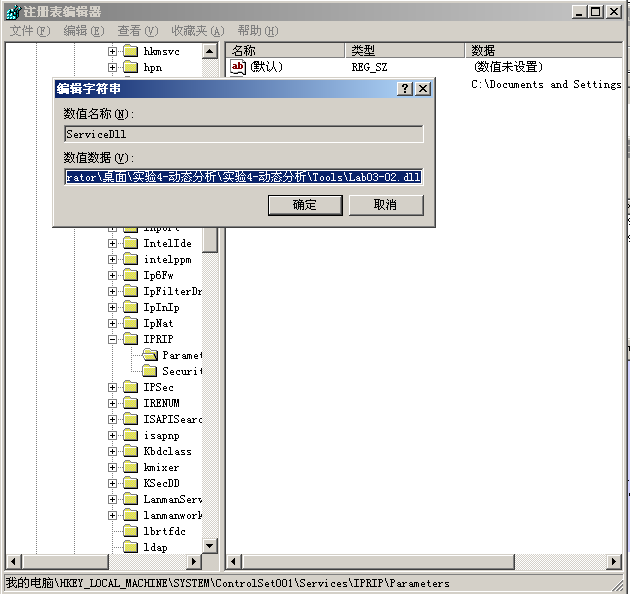 注册表编辑器
文件(F) 编辑(E) 查看(V) 收藏夹(A) 帮助(H)
名称 类型 数据
hkmsvc
hpn
(默认) REG_SZ (数值未设置)
C:\Documents and Settings
编辑字符串
数值名称(N):
ServiceDll
数值数据(V):
rator\桌面\实验4-动态分析\实验4-动态分析\Tools\Lab03-02.dll
确定 取消
IntelIde
intelppm
Ip6Fw
IpFilterDr
IpInIp
IpNat
IPRIP
Paramet
Securit
IPSec
IRENUM
ISAPISearc
isapnp
Kbdclass
kmixer
KSecDD
LanmanServ
lanmanwork
lbrtfdc
ldap
我的电脑\HKEY_LOCAL_MACHINE\SYSTEM\ControlSet001\Services\IPRIP\Parameters